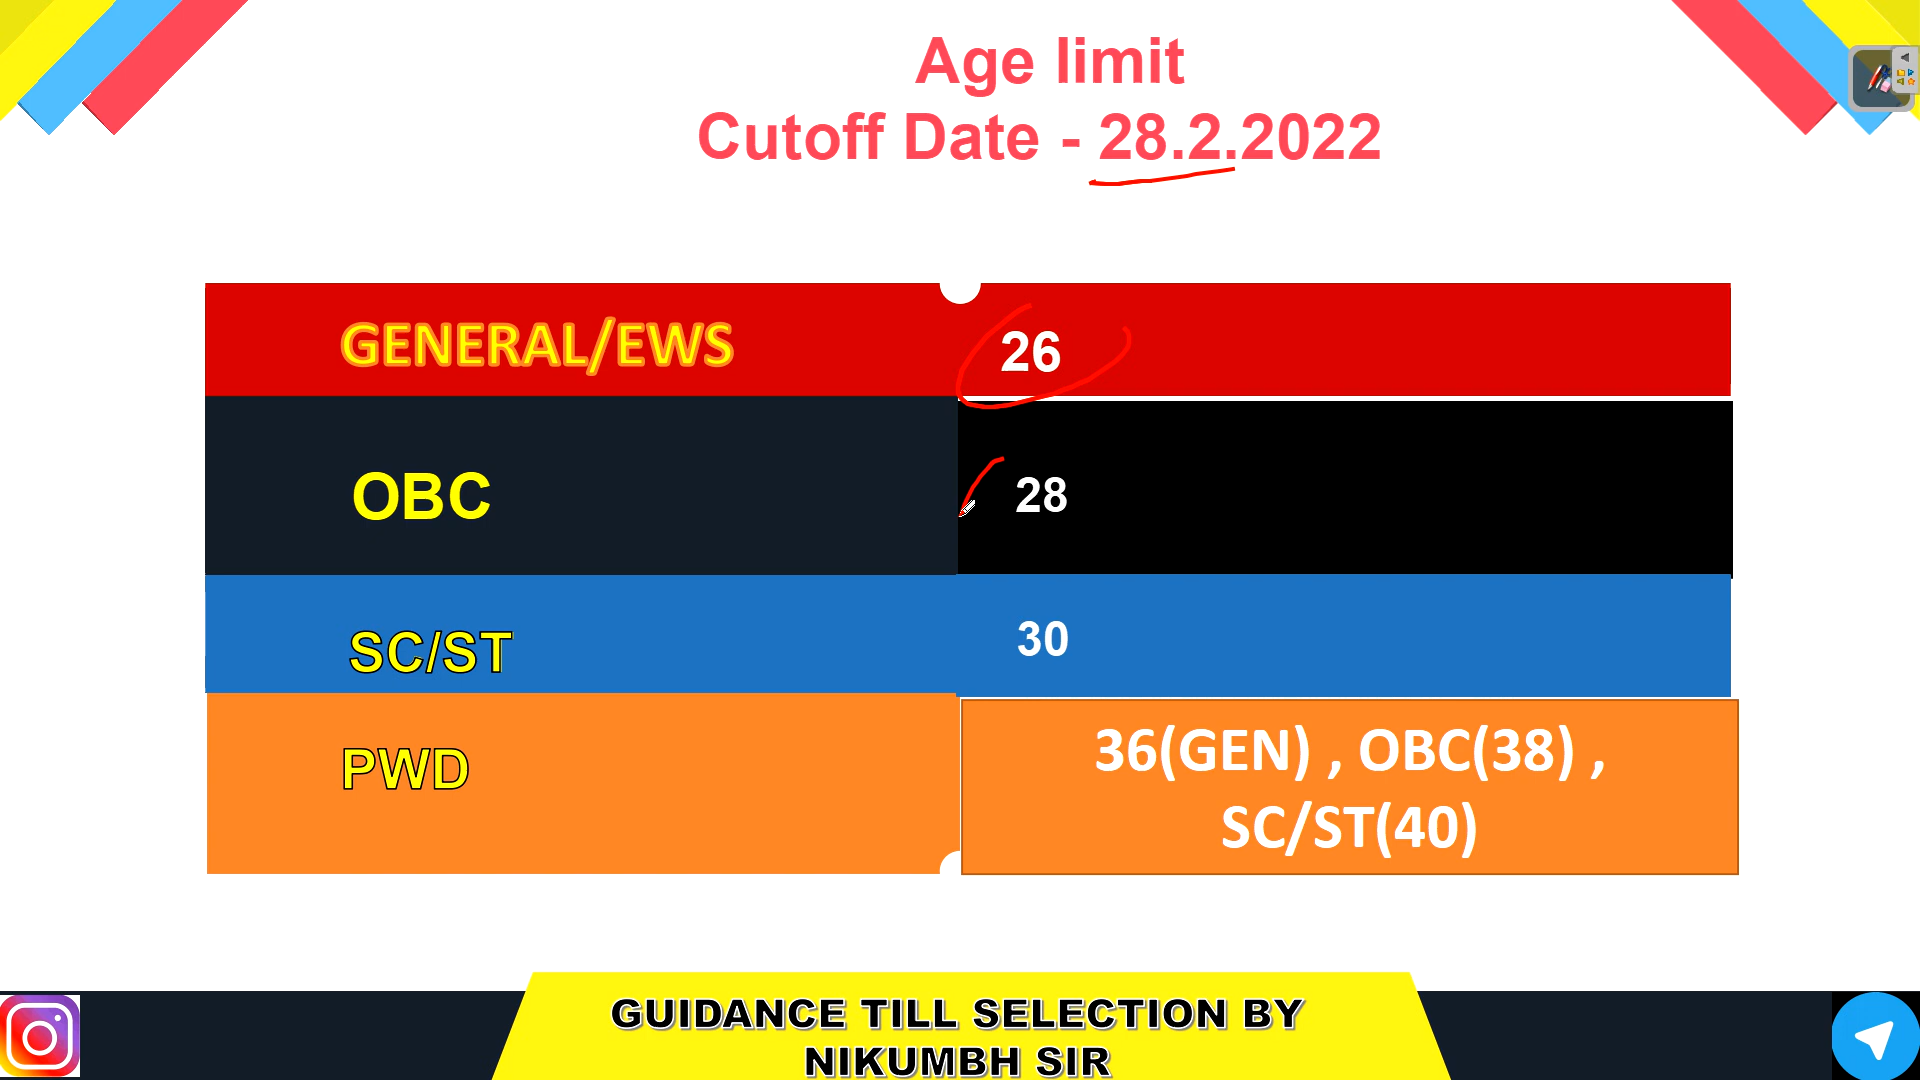 Age limit
Cutoff Date - 28.2.2022
GENERAL/EWS
26
OBC
28
SC/ST
30
PWD
36(GEN) , OBC(38) ,
SC/ST(40)
GUIDANCE TILL SELECTION BY
NIKUMBH SIR